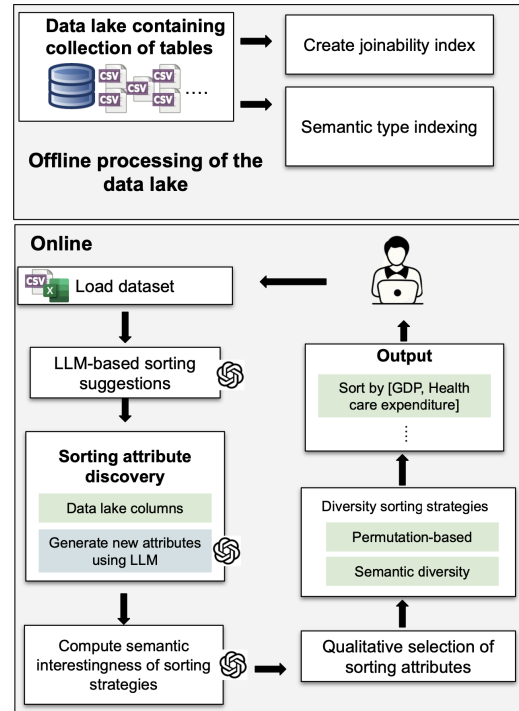 Data lake containing
collection of tables
CSV
CSV
CSV
CSV
CSV
....
Create joinability index
Semantic type indexing
Offline processing of the
data lake
Online
CSV
X
Load dataset
LLM-based sorting
suggestions
Sorting attribute
discovery
Data lake columns
Generate new attributes
using LLM
Compute semantic
interestingness of sorting
strategies
Qualitative selection of
sorting attributes
Diversity sorting strategies
Permutation-based
Semantic diversity
Output
Sort by [GDP, Health
care expenditure]
....